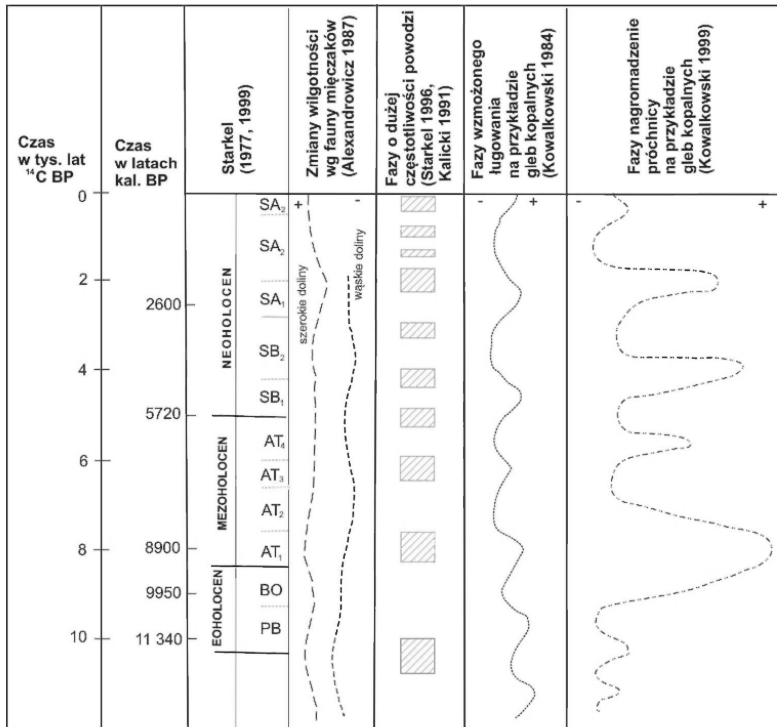 Czas
w tys. lat
¹⁴C BP
Czas
w latach
kal. BP
Starkel
(1977, 1999)
Zmiany wilgotności
wg fauny mięczaków
(Alexandrowicz 1987)
Fazy o dużej
częstotliwości powodzi
(Starkel 1996,
Kalicki 1991)
Fazy wzmożonego
ługowania
na przykładzie
gleb kopalnych
(Kowalkowski 1984)
Fazy nagromadzenie
próchnicy
na przykładzie
gleb kopalnych
(Kowalkowski 1999)
0
2
4
6
8
10
2600
5720
8900
9950
11 340
NEOHOLOCEN
MEZOHOLOCEN
EOHOLOCEN
SA₂
SA₂
SA₁
SB₂
SB₁
AT₄
AT₃
AT₂
AT₁
BO
PB
+ -
szerokie doliny
wąskie doliny
- +
- +